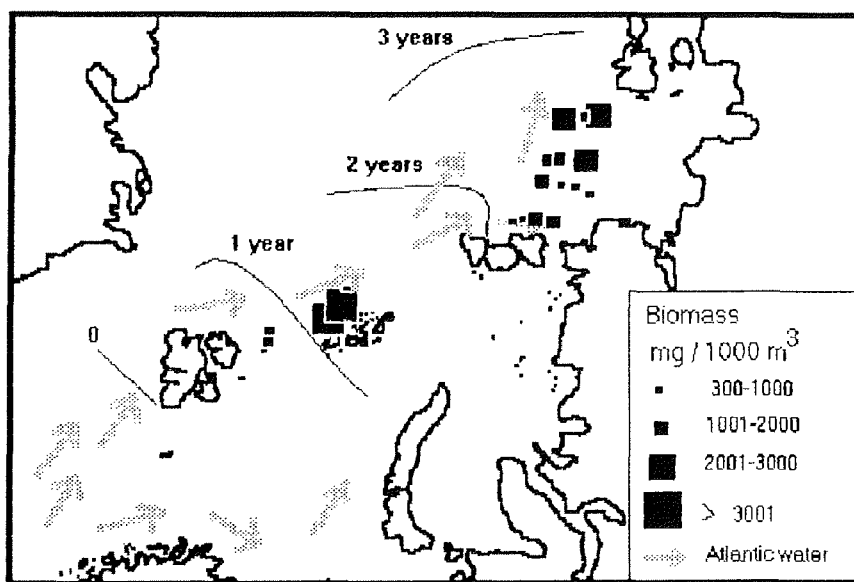 3 years
2 years
1 year
0
Biomass
mg / 1000 m³
300-1000
1001-2000
2001-3000
> 3001
Atlantic water